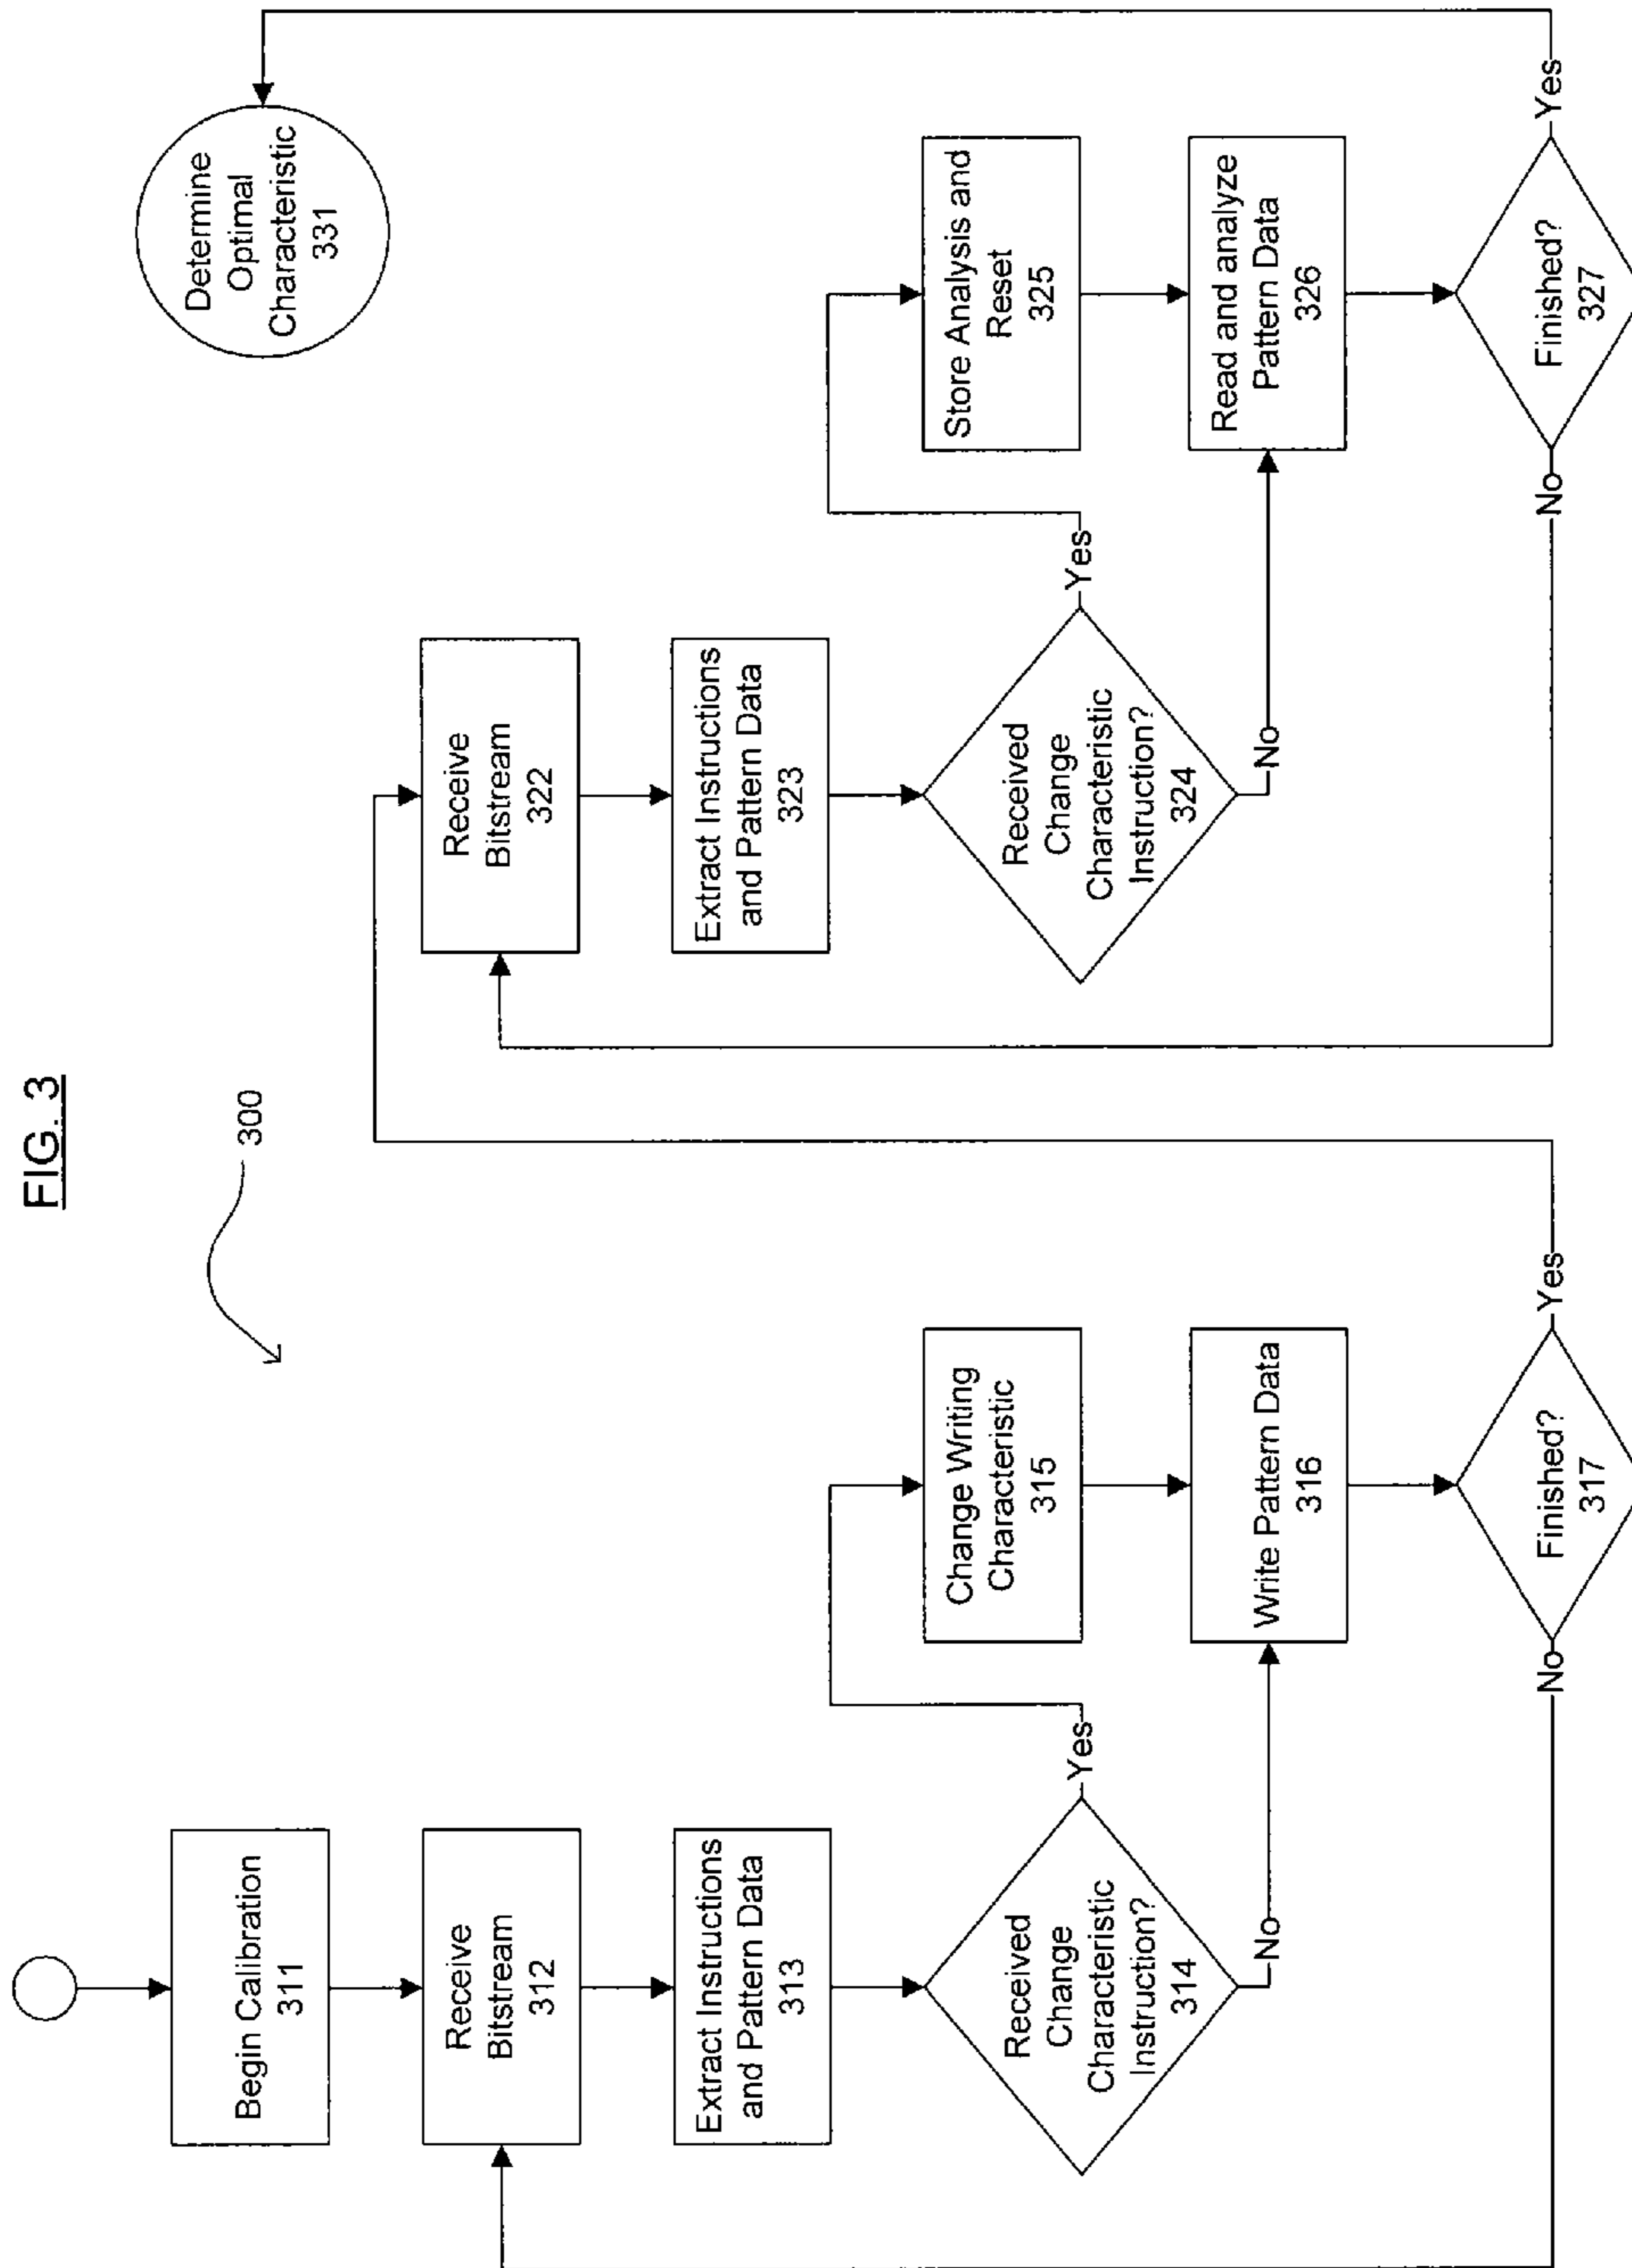 FIG. 3
300
Begin Calibration
311
Receive
Bitstream
312
Extract Instructions
and Pattern Data
313
Received
Change
Characteristic
Instruction?
314
Yes
No
Change Writing
Characteristic
315
Write Pattern Data
316
Finished?
317
No
Yes
Receive
Bitstream
322
Extract Instructions
and Pattern Data
323
Received
Change
Characteristic
Instruction?
324
Yes
No
Store Analysis and
Reset
325
Read and analyze
Pattern Data
326
Finished?
327
No
Yes
Determine
Optimal
Characteristic
331